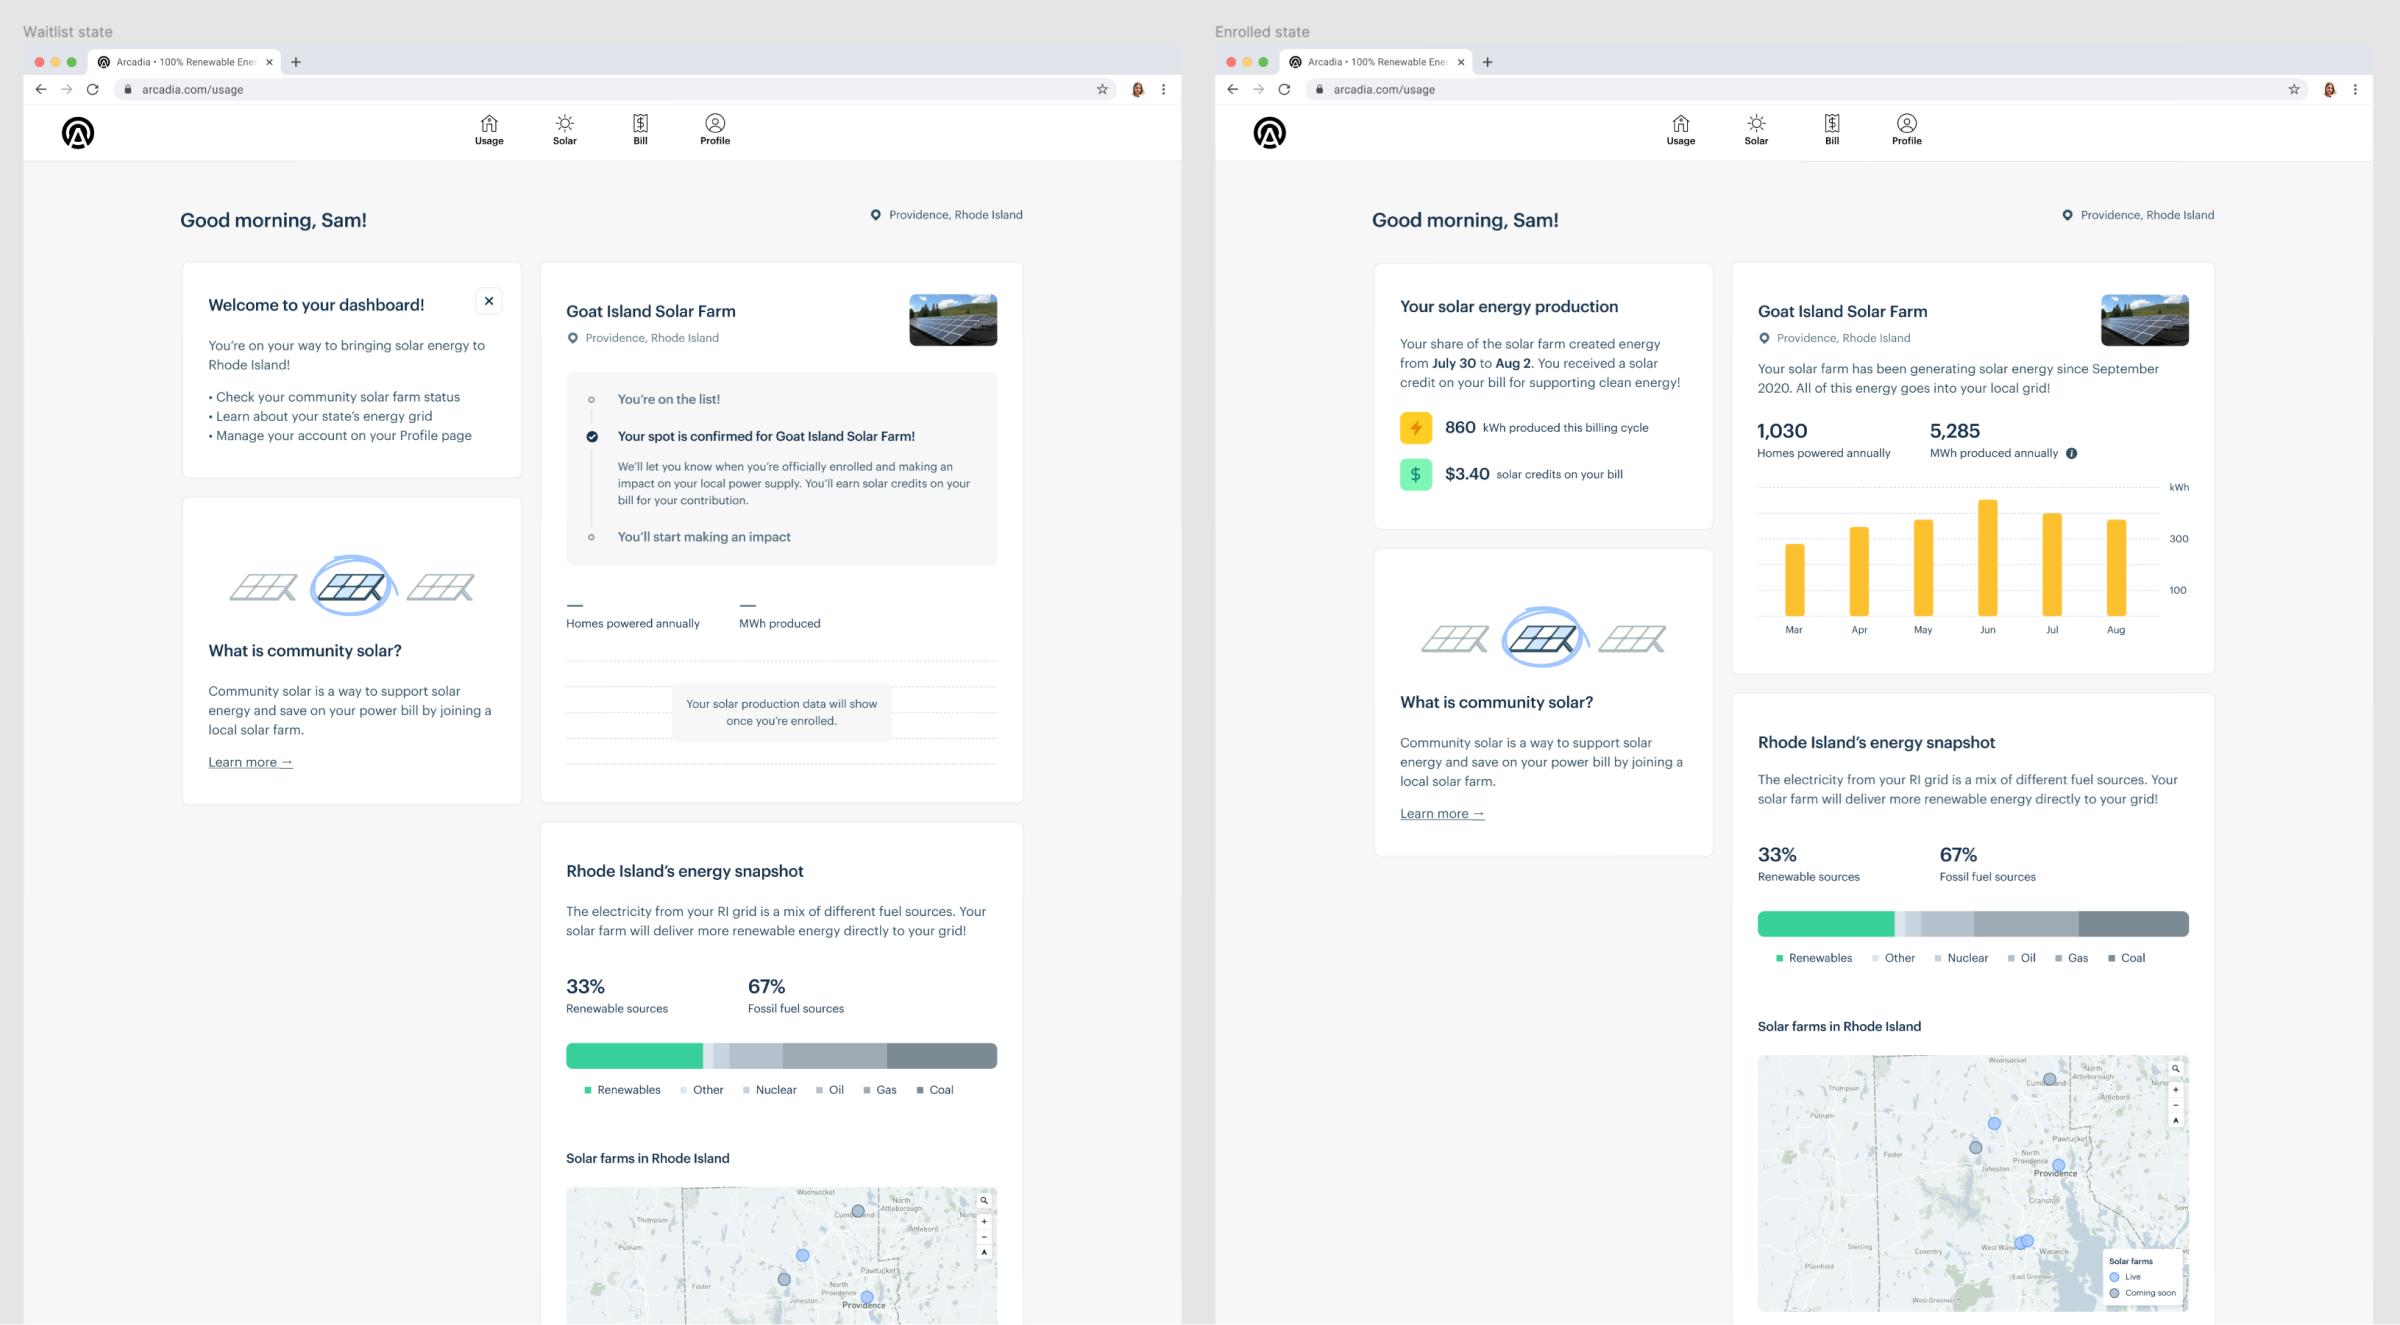 Waitlist state
Arcadia • 100% Renewable Ene
arcadia.com/usage
Usage
Solar
Bill
Profile
Good morning, Sam!
Providence, Rhode Island
Welcome to your dashboard!
You’re on your way to bringing solar energy to
Rhode Island!
• Check your community solar farm status
• Learn about your state’s energy grid
• Manage your account on your Profile page
What is community solar?
Community solar is a way to support solar
energy and save on your power bill by joining a
local solar farm.
Learn more →
Goat Island Solar Farm
Providence, Rhode Island
You’re on the list!
Your spot is confirmed for Goat Island Solar Farm!
We’ll let you know when you’re officially enrolled and making an
impact on your local power supply. You’ll earn solar credits on your
bill for your contribution.
You’ll start making an impact
— —
Homes powered annually MWh produced
Your solar production data will show
once you’re enrolled.
Rhode Island’s energy snapshot
The electricity from your RI grid is a mix of different fuel sources. Your
solar farm will deliver more renewable energy directly to your grid!
33% 67%
Renewable sources Fossil fuel sources
Renewables Other Nuclear Oil Gas Coal
Solar farms in Rhode Island
Woonsocket
North
Attleborough
Thompson
Attleboro
Putnam
Foster
Pawtucket
North
Providence
Johnston
Providence
Enrolled state
Arcadia • 100% Renewable Ener
arcadia.com/usage
Usage
Solar
Bill
Profile
Good morning, Sam!
Providence, Rhode Island
Your solar energy production
Your share of the solar farm created energy
from July 30 to Aug 2. You received a solar
credit on your bill for supporting clean energy!
860 kWh produced this billing cycle
$ $3.40 solar credits on your bill
What is community solar?
Community solar is a way to support solar
energy and save on your power bill by joining a
local solar farm.
Learn more →
Goat Island Solar Farm
Providence, Rhode Island
Your solar farm has been generating solar energy since September
2020. All of this energy goes into your local grid!
1,030 5,285
Homes powered annually MWh produced annually i
kWh
300
100
Mar Apr May Jun Jul Aug
Rhode Island’s energy snapshot
The electricity from your RI grid is a mix of different fuel sources. Your
solar farm will deliver more renewable energy directly to your grid!
33% 67%
Renewable sources Fossil fuel sources
Renewables Other Nuclear Oil Gas Coal
Solar farms in Rhode Island
Woonsocket
North
Attleborough
Thompson
Attleboro
Putnam
Pawtucket
Foster
North
Providence
Johnston
Providence
Cranston
Sterling
Coventry
Warwick
Plainfield
East Greenwich
West Greenwich
Solar farms
Live
Coming soon